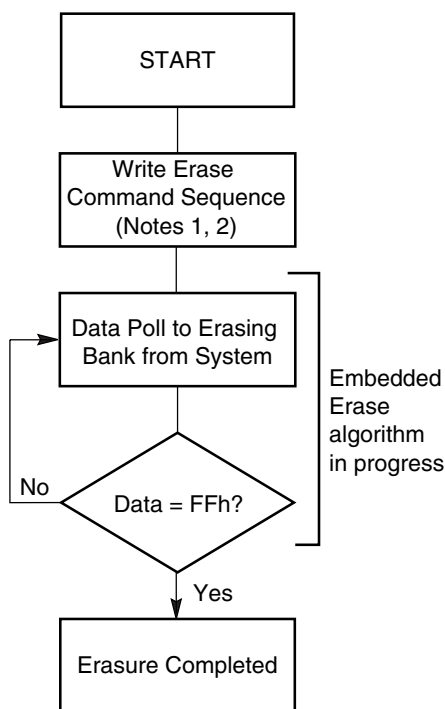 START
Write Erase
Command Sequence
(Notes 1, 2)
Data Poll to Erasing
Bank from System
Embedded
Erase
algorithm
in progress
No
Data = FFh?
Yes
Erasure Completed